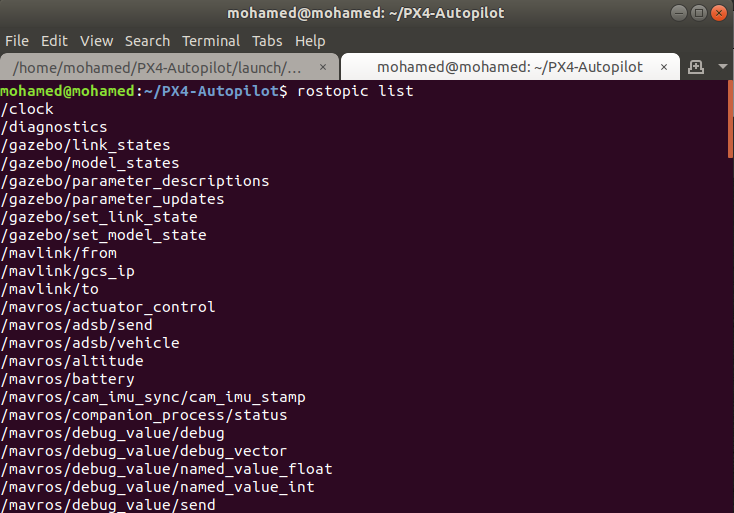 mohamed@mohamed: ~/PX4-Autopilot
File Edit View Search Terminal Tabs Help
/home/mohamed/PX4-Autopilot/launch/... × mohamed@mohamed: ~/PX4-Autopilot ×
mohamed@mohamed:~/PX4-Autopilot$ rostopic list
/clock
/diagnostics
/gazebo/link_states
/gazebo/model_states
/gazebo/parameter_descriptions
/gazebo/parameter_updates
/gazebo/set_link_state
/gazebo/set_model_state
/mavlink/from
/mavlink/gcs_ip
/mavlink/to
/mavros/actuator_control
/mavros/adsb/send
/mavros/adsb/vehicle
/mavros/altitude
/mavros/battery
/mavros/cam_imu_sync/cam_imu_stamp
/mavros/companion_process/status
/mavros/debug_value/debug
/mavros/debug_value/debug_vector
/mavros/debug_value/named_value_float
/mavros/debug_value/named_value_int
/mavros/debug_value/send